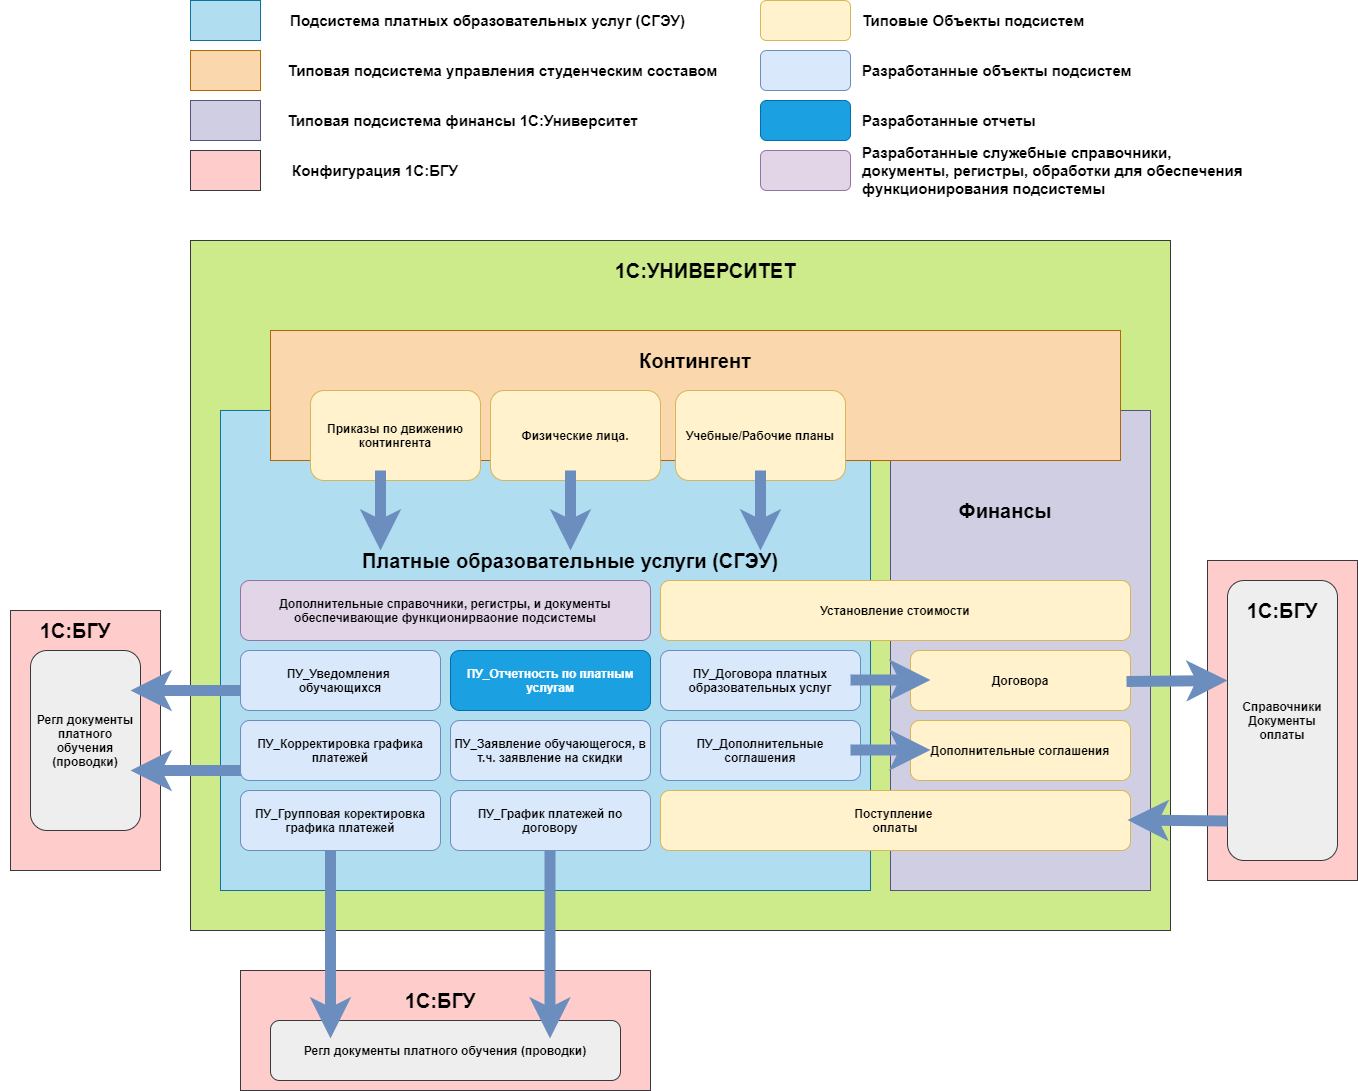 Подсистема платных образовательных услуг (СГЭУ)
Типовые Объекты подсистем
Типовая подсистема управления студенческим составом
Разработанные объекты подсистем
Типовая подсистема финансы 1С:Университет
Разработанные отчеты
Конфигурация 1С:БГУ
Разработанные служебные справочники,
документы, регистры, обработки для обеспечения
функционирования подсистемы
1С:УНИВЕРСИТЕТ
Контингент
Приказы по движению
контингента
Физические лица.
Учебные/Рабочие планы
Финансы
Платные образовательные услуги (СГЭУ)
Дополнительные справочники, регистры, и документы
обеспечивающие функционирваоние подсистемы
Установление стоимости
ПУ_Уведомления
обучающихся
ПУ_Отчетность по платным
услугам
ПУ_Договора платных
образовательных услуг
Договора
ПУ_Корректировка графика
платежей
ПУ_Заявление обучающегося, в
т.ч. заявление на скидки
ПУ_Дополнительные
соглашения
Дополнительные соглашения
ПУ_Групповая коректировка
графика платежей
ПУ_График платежей по
договору
Поступление
оплаты
1С:БГУ
Регл документы
платного
обучения
(проводки)
1С:БГУ
Справочники
Документы
оплаты
1С:БГУ
Регл документы платного обучения (проводки)